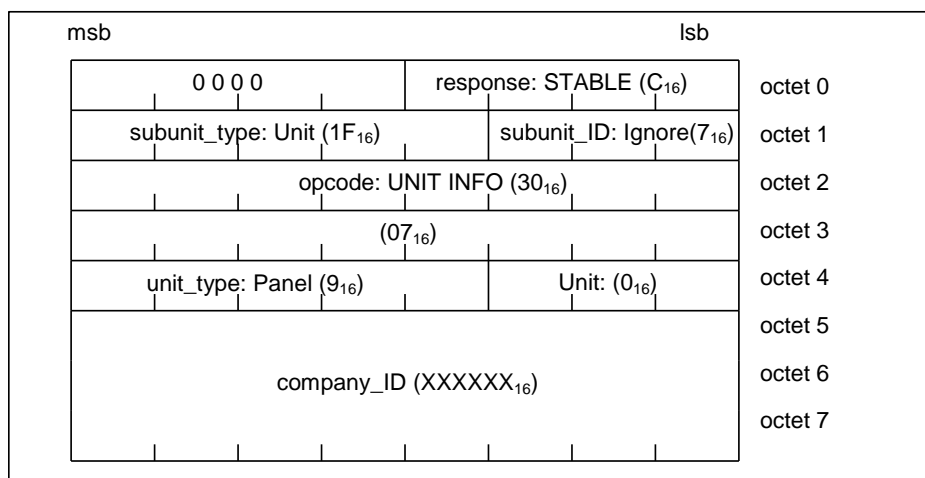 msb lsb
0 0 0 0 response: STABLE (C₁₆) octet 0
subunit_type: Unit (1F₁₆) subunit_ID: Ignore(7₁₆) octet 1
opcode: UNIT INFO (30₁₆) octet 2
(07₁₆) octet 3
unit_type: Panel (9₁₆) Unit: (0₁₆) octet 4
octet 5
company_ID (XXXXXX₁₆) octet 6
octet 7